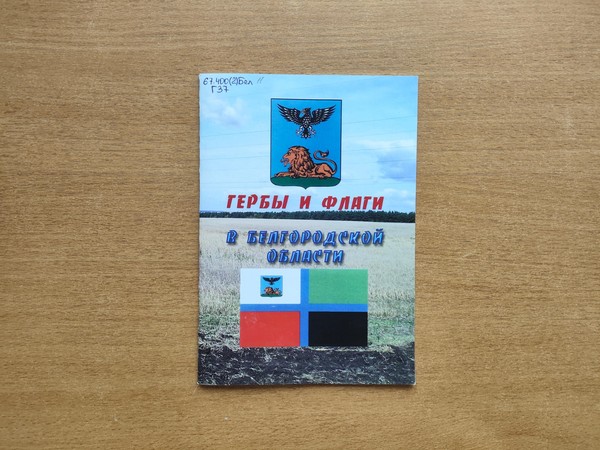 67.400(2)Бел
Г37
ГЕРБЫ И ФЛАГИ
В БЕЛГОРОДСКОЙ
ОБЛАСТИ